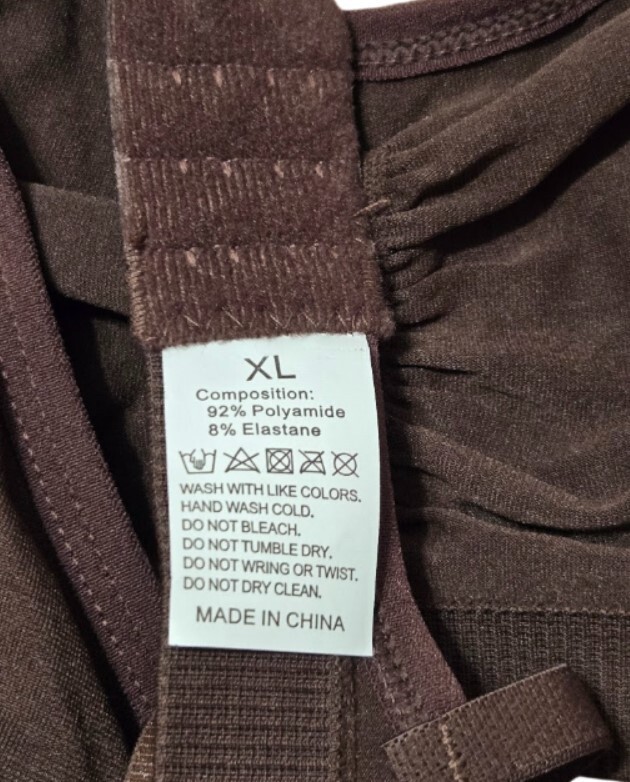 XL
Composition:
92% Polyamide
8% Elastane
WASH WITH LIKE COLORS.
HAND WASH COLD.
DO NOT BLEACH.
DO NOT TUMBLE DRY.
DO NOT WRING OR TWIST.
DO NOT DRY CLEAN.
MADE IN CHINA